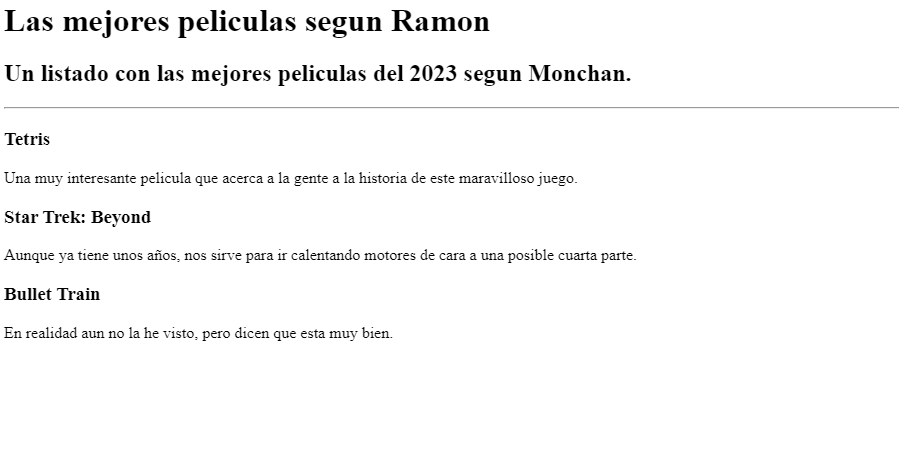 Las mejores peliculas segun Ramon
Un listado con las mejores peliculas del 2023 segun Monchan.
Tetris
Una muy interesante pelicula que acerca a la gente a la historia de este maravilloso juego.
Star Trek: Beyond
Aunque ya tiene unos años, nos sirve para ir calentando motores de cara a una posible cuarta parte.
Bullet Train
En realidad aun no la he visto, pero dicen que esta muy bien.